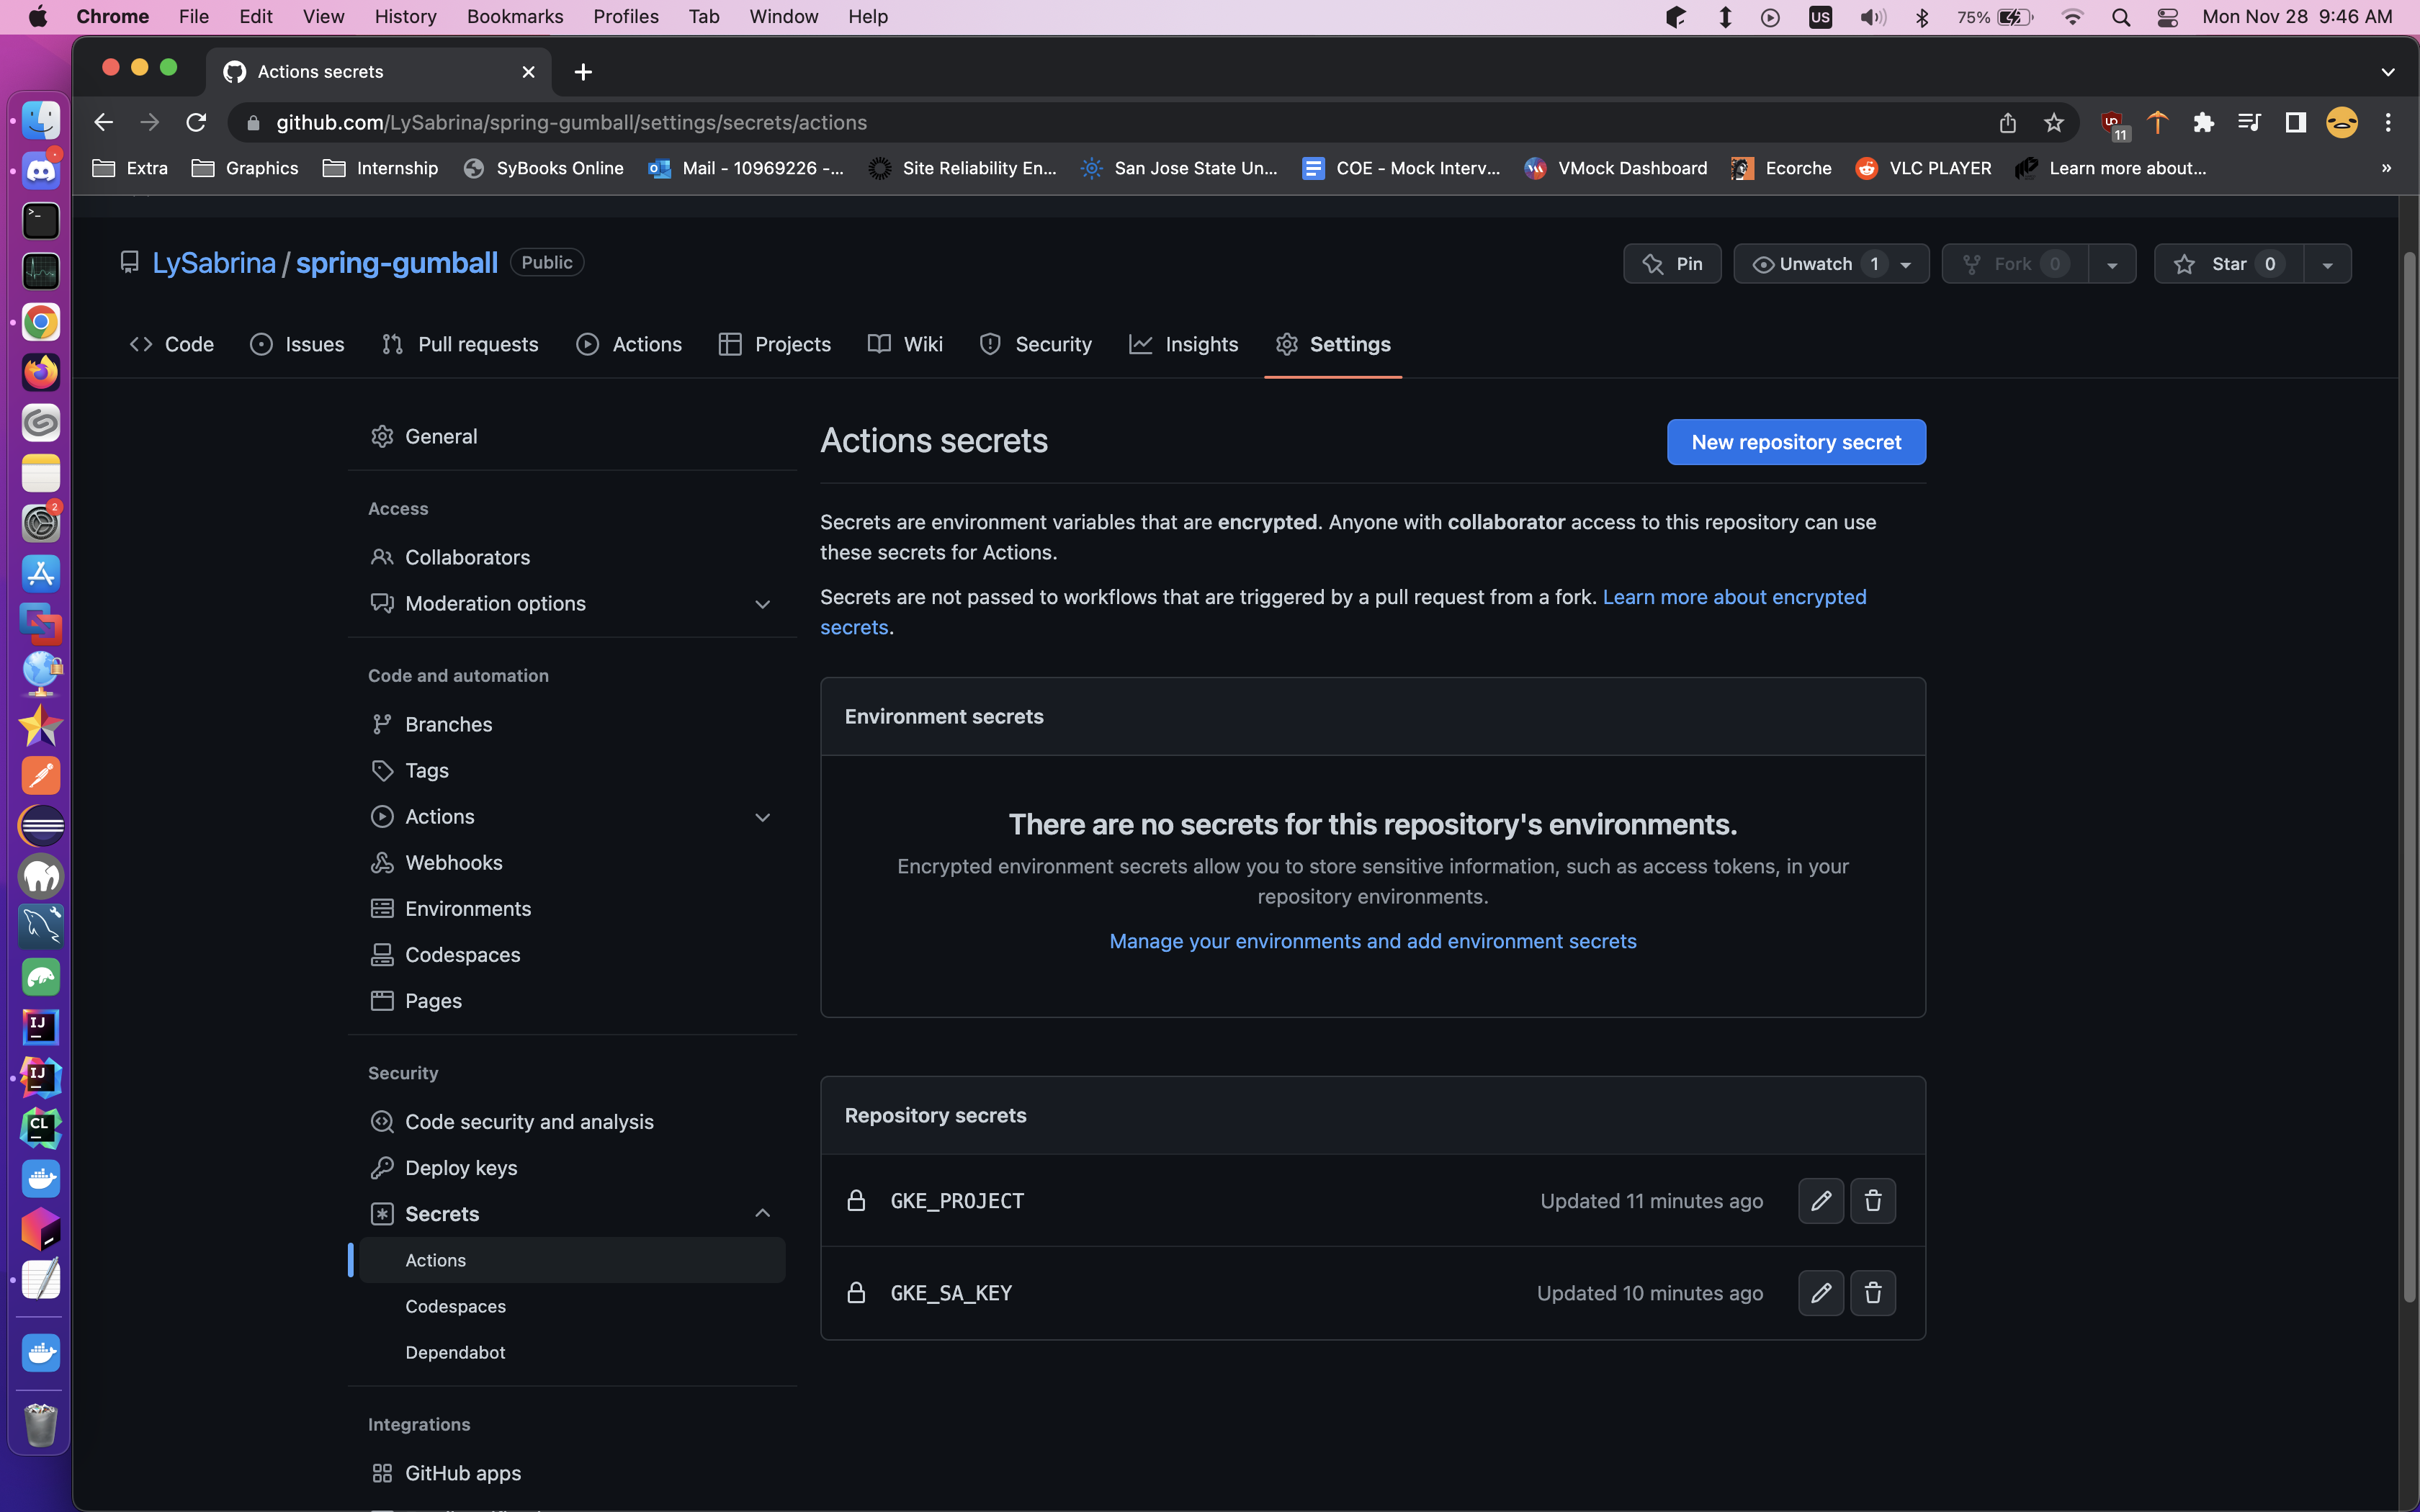 Chrome File Edit View History Bookmarks Profiles Tab Window Help US 75% Mon Nov 28 9:46 AM
Actions secrets
github.com/LySabrina/spring-gumball/settings/secrets/actions
11
Extra Graphics Internship SyBooks Online Mail - 10969226 -... Site Reliability En... San Jose State Un... COE - Mock Interv... VMock Dashboard Ecorche VLC PLAYER Learn more about... »
LySabrina / spring-gumball Public
Pin Unwatch 1 Fork 0 Star 0
Code Issues Pull requests Actions Projects Wiki Security Insights Settings
General
Access
Collaborators
Moderation options
Code and automation
Branches
Tags
Actions
Webhooks
Environments
Codespaces
Pages
Security
Code security and analysis
Deploy keys
Secrets
Actions
Codespaces
Dependabot
Integrations
GitHub apps
Actions secrets
New repository secret
Secrets are environment variables that are encrypted. Anyone with collaborator access to this repository can use
these secrets for Actions.
Secrets are not passed to workflows that are triggered by a pull request from a fork. Learn more about encrypted
secrets.
Environment secrets
There are no secrets for this repository's environments.
Encrypted environment secrets allow you to store sensitive information, such as access tokens, in your
repository environments.
Manage your environments and add environment secrets
Repository secrets
GKE_PROJECT Updated 11 minutes ago
GKE_SA_KEY Updated 10 minutes ago
2
IJ
IJ
CL